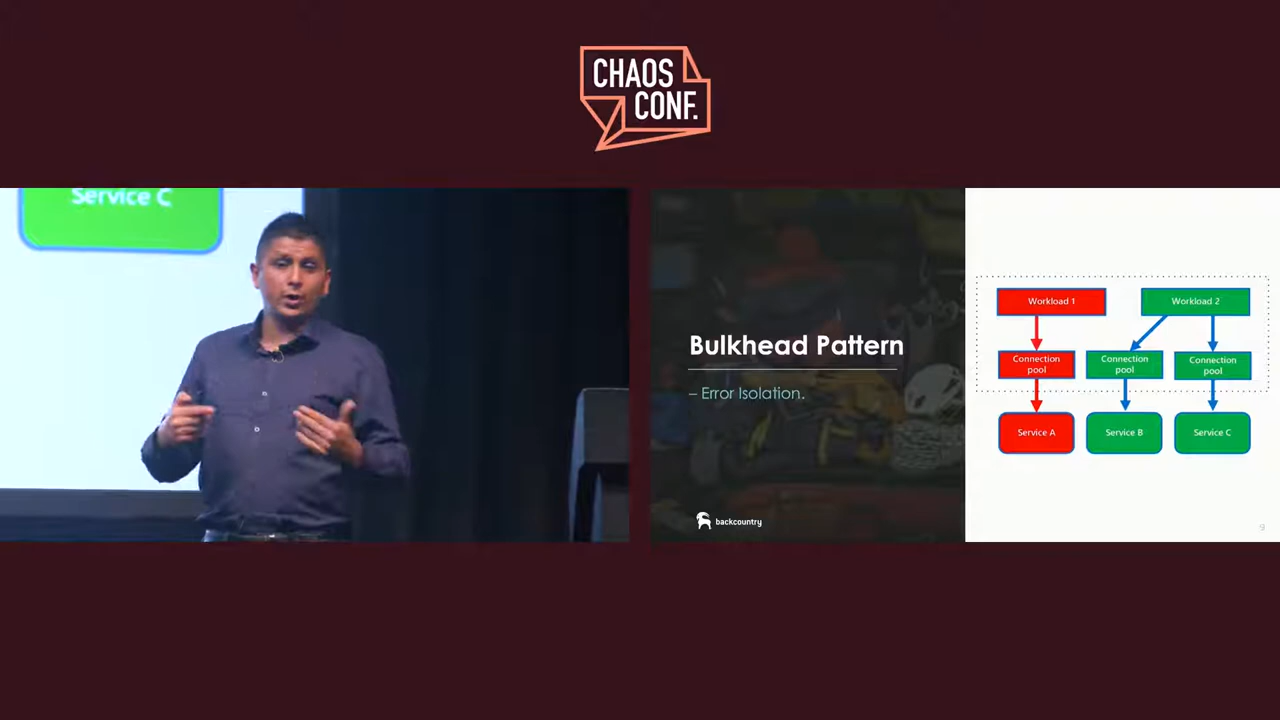 CHAOS
CONF.
Service C
Bulkhead Pattern
– Error Isolation.
backcountry
Workload 1
Workload 2
Connection
pool
Connection
pool
Connection
pool
Service A
Service B
Service C
9